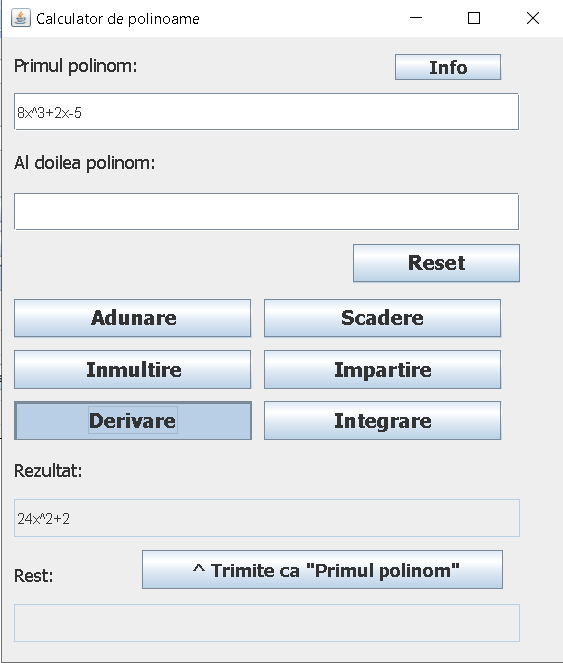 Calculator de polinoame
Primul polinom:
Info
8x^3+2x-5
Al doilea polinom:
Reset
Adunare Scadere
Inmultire Impartire
Derivare Integrare
Rezultat:
24x^2+2
Rest:
^ Trimite ca "Primul polinom"